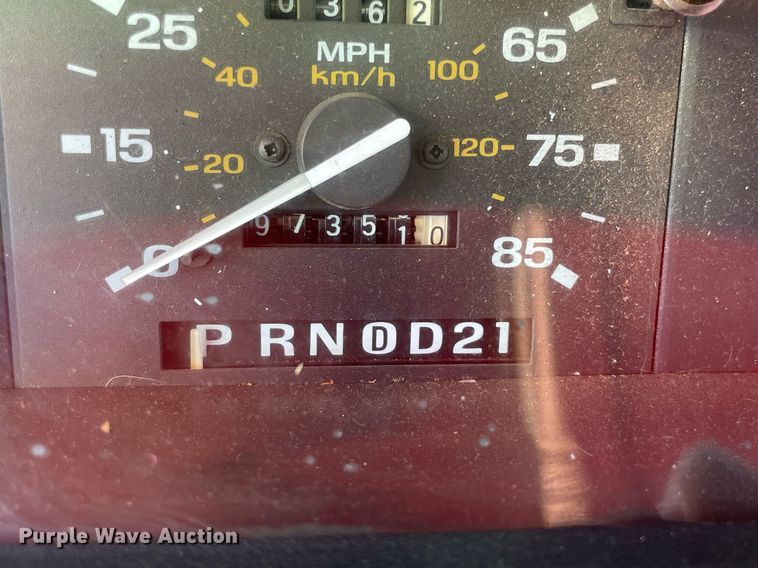 0 3 6 2
25 MPH 65
40 km/h 100
15 20 120 75
0 9 7 3 5 1 0 85
P R N D D 2 1
Purple Wave Auction